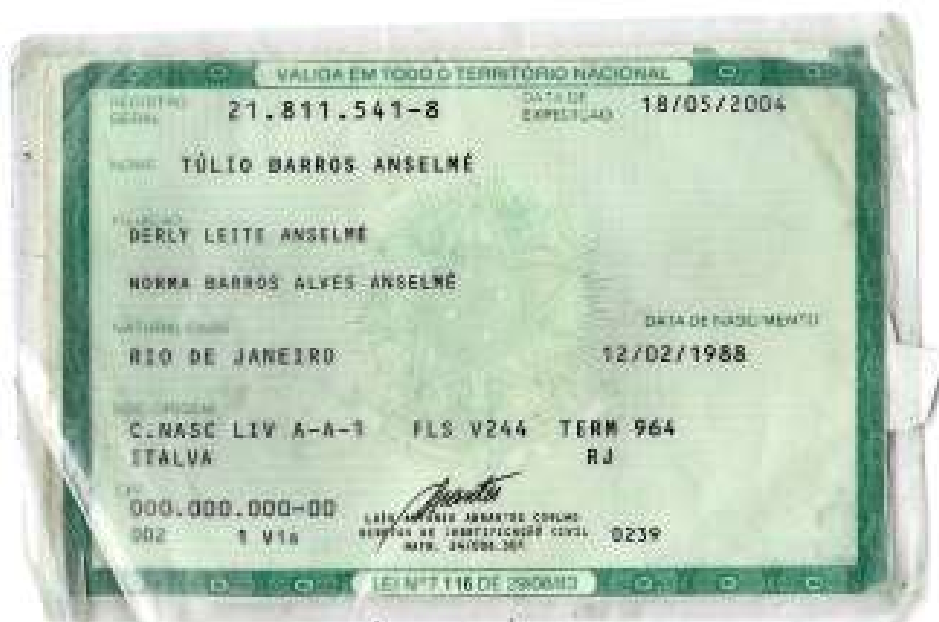 VALIDA EM TODO O TERRITÓRIO NACIONAL
REGISTRO GERAL 21.811.541-8 DATA DE EXPEDIÇÃO 18/05/2004
NOME TÚLIO BARROS ANSELMÉ
FILIAÇÃO
DERLY LEITE ANSELMÉ
NORMA BARROS ALVES ANSELMÉ
DATA DE NASCIMENTO
RIO DE JANEIRO 12/02/1988
DOC. ORIGEM
C.NASC LIV A-A-1 FLS V244 TERM 964
ITALVA RJ
CPF
000.000.000-00
002 1 Via 0239
DE IDENTIFICAÇÃO CIVIL
LEI Nº 7.116 DE 29/08/83